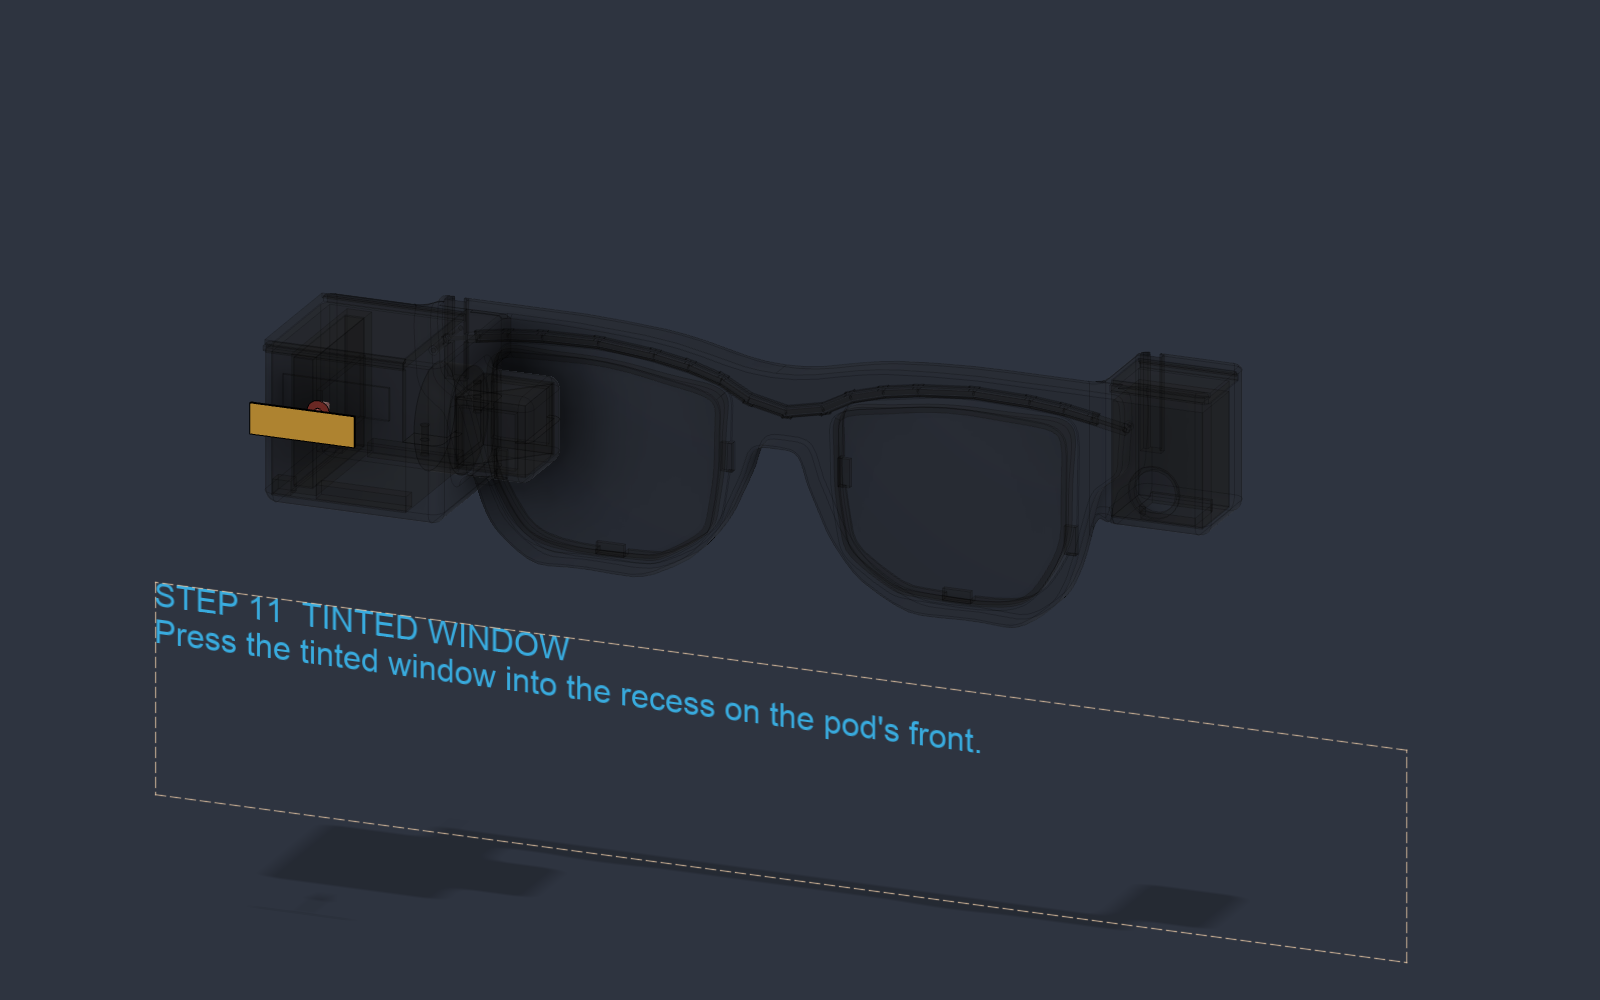 STEP 11  TINTED WINDOW
Press the tinted window into the recess on the pod's front.